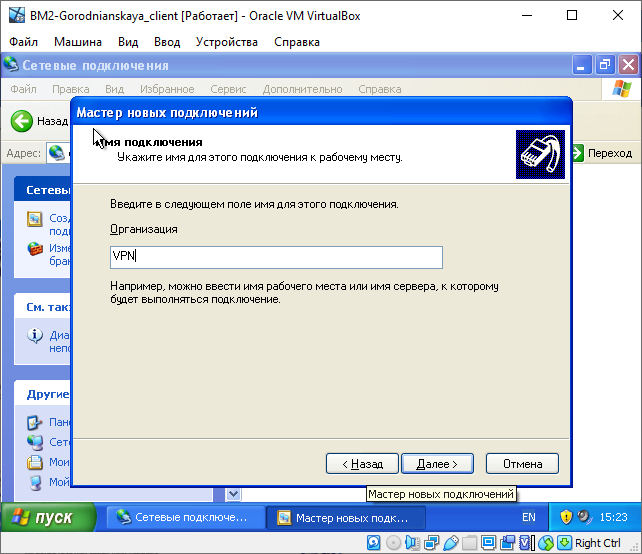 BM2-Gorodnianskaya_client [Работает] - Oracle VM VirtualBox
Файл Машина Вид Ввод Устройства Справка
Сетевые подключения
Файл Правка Вид Избранное Сервис Дополнительно Справка
Назад
Адрес:
Переход
Мастер новых подключений
мя подключения
Укажите имя для этого подключения к рабочему месту.
Введите в следующем поле имя для этого подключения.
Организация
VPN
Например, можно ввести имя рабочего места или имя сервера, к которому
будет выполняться подключение.
< Назад Далее > Отмена
Мастер новых подключений
Сетевы
Созд
подк
Изме
бран
См. такж
Диа
непо
Другие
Пан
Сете
Мои
Мой
пуск
Сетевые подключе...
Мастер новых подк...
EN
15:23
Right Ctrl